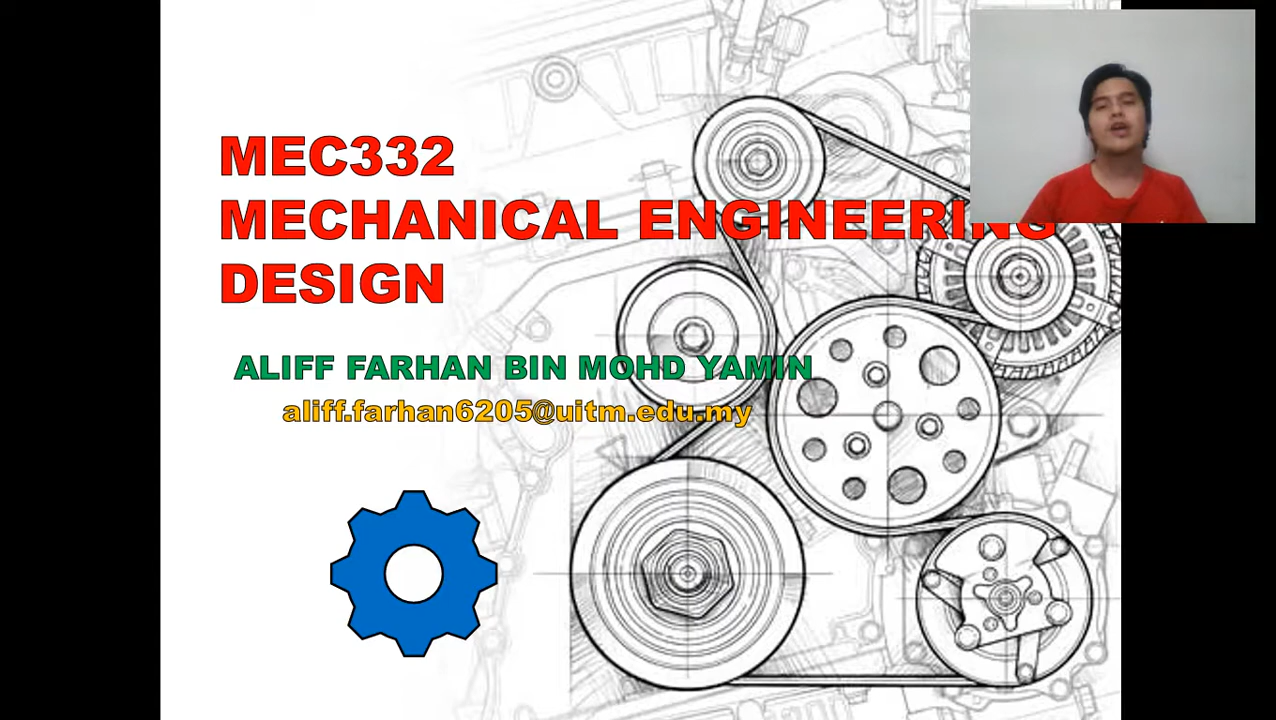 MEC332
MECHANICAL ENGINEERING
DESIGN
ALIFF FARHAN BIN MOHD YAMIN
aliff.farhan6205@uitm.edu.my